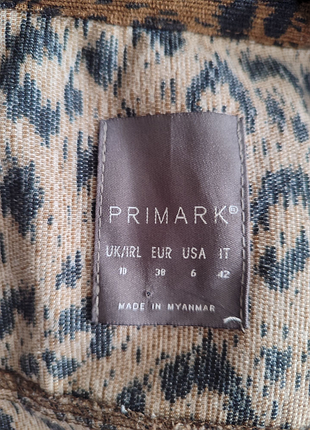 PRIMARK®
UK/IRL EUR USA IT
10 38 6 42
MADE IN MYANMAR